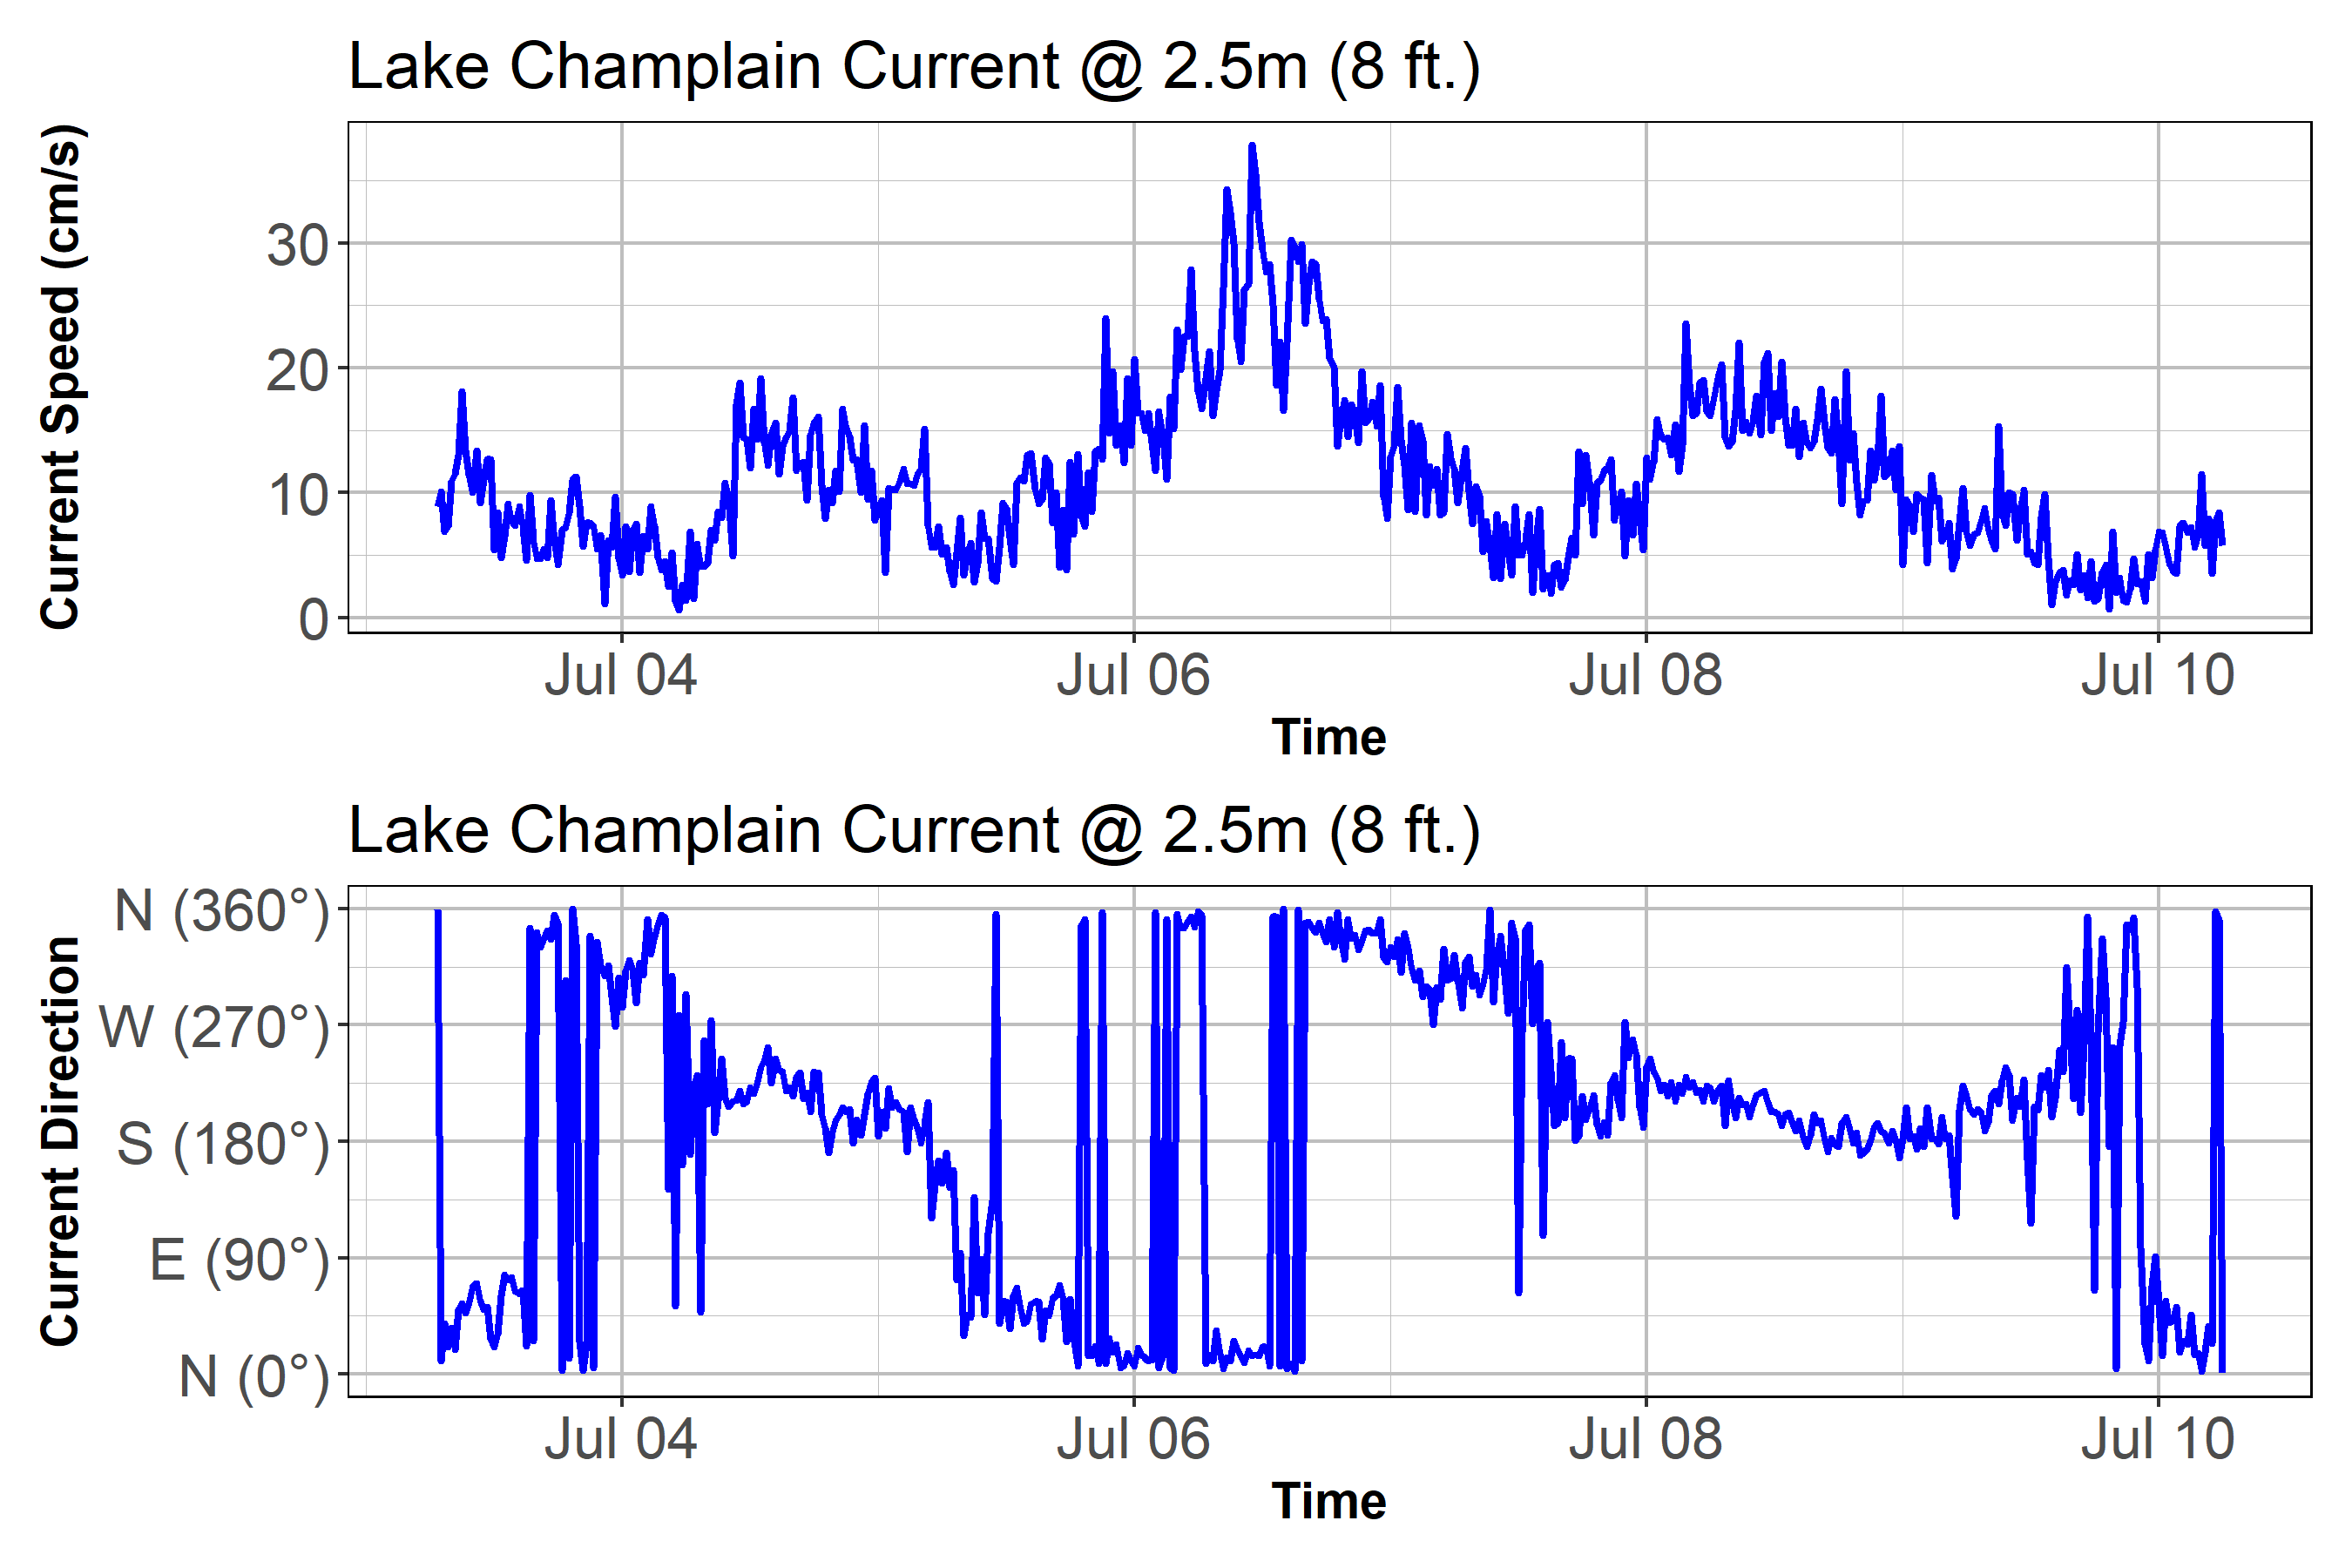 Lake Champlain Current @ 2.5m (8 ft.)
Current Speed (cm/s)
30
20
10
0
Jul 04 Jul 06 Jul 08 Jul 10
Time
Lake Champlain Current @ 2.5m (8 ft.)
Current Direction
N (360°)
W (270°)
S (180°)
E (90°)
N (0°)
Jul 04 Jul 06 Jul 08 Jul 10
Time